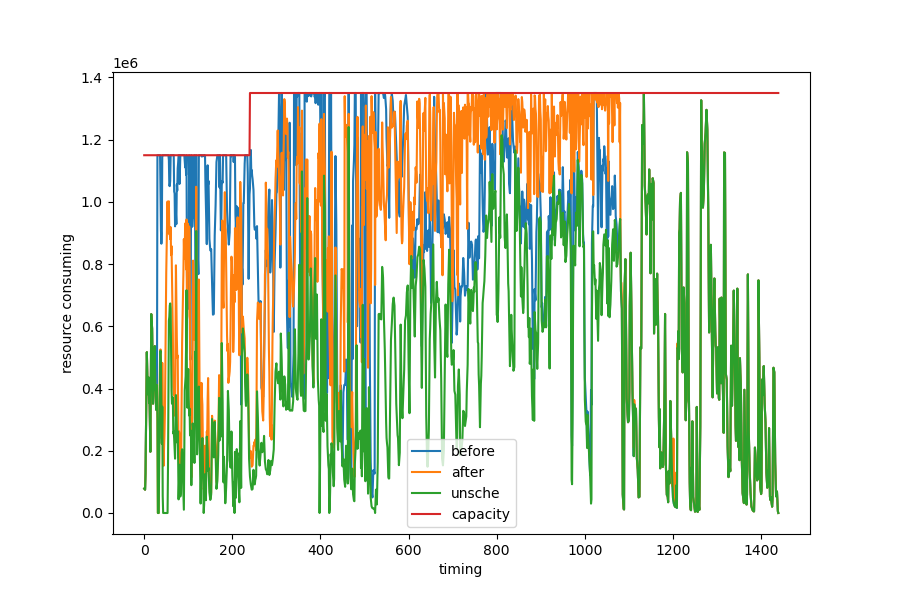 1e6
1.4
1.2
1.0
0.8
0.6
0.4
0.2
0.0
resource consuming
before
after
unsche
capacity
0 200 400 600 800 1000 1200 1400
timing